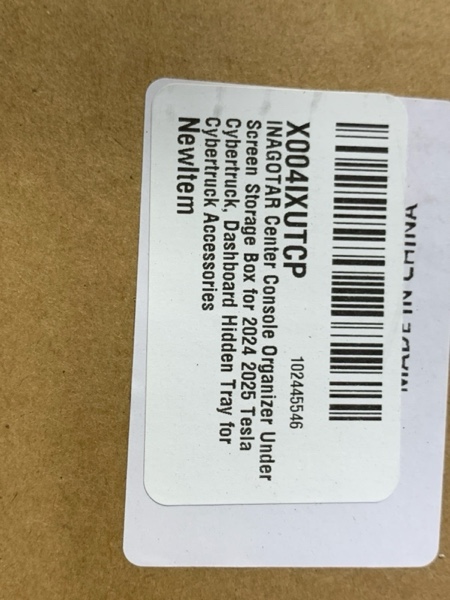 X004IXUTCP
102445546
INAGOTAR Center Console Organizer Under
Screen Storage Box for 2024 2025 Tesla
Cybertruck, Dashboard Hidden Tray for
Cybertruck Accessories
NewItem
MADE IN CHINA